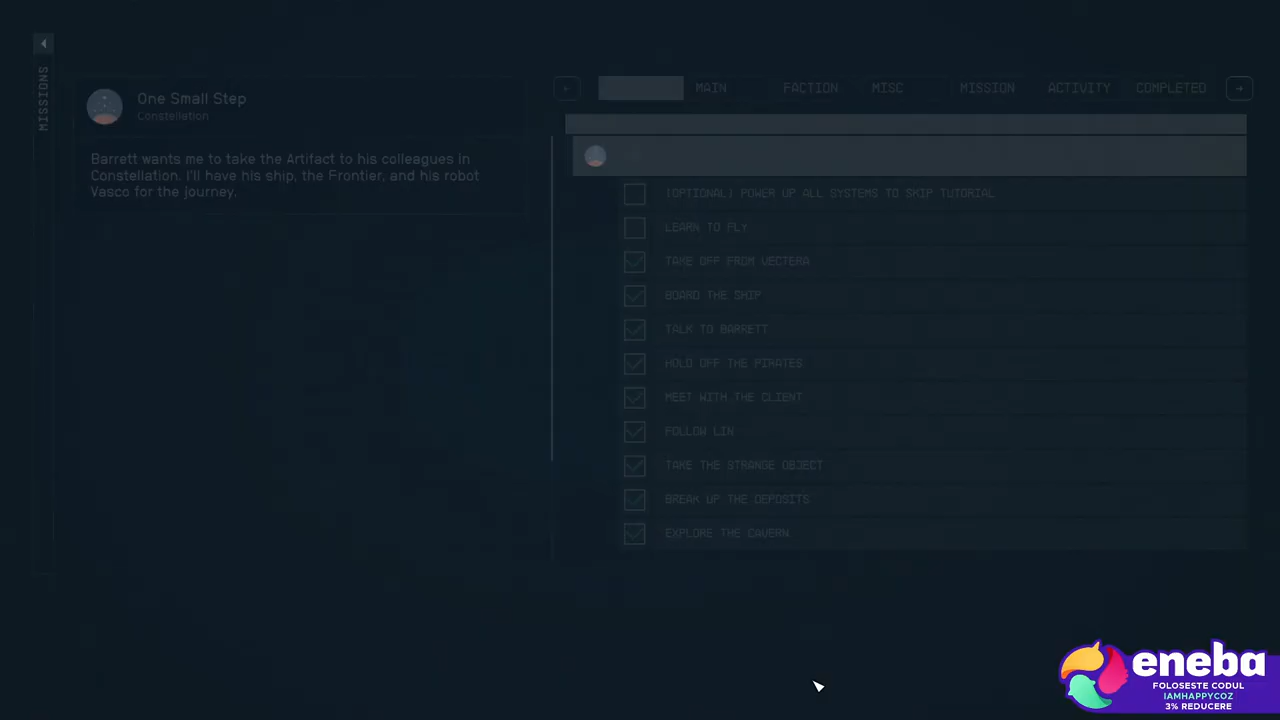 MISSIONS
One Small Step
Constellation
Barrett wants me to take the Artifact to his colleagues in
Constellation. I'll have his ship, the Frontier, and his robot
Vasco for the journey.
MAIN
FACTION
MISC
MISSION
ACTIVITY
COMPLETED
(OPTIONAL) POWER UP ALL SYSTEMS TO SKIP TUTORIAL
LEARN TO FLY
TAKE OFF FROM VECTERA
BOARD THE SHIP
TALK TO BARRETT
HOLD OFF THE PIRATES
MEET WITH THE CLIENT
FOLLOW LIN
TAKE THE STRANGE OBJECT
BREAK UP THE DEPOSITS
EXPLORE THE CAVERN
eneba
FOLOSESTE CODUL
IAMHAPPYCOZ
3% REDUCERE